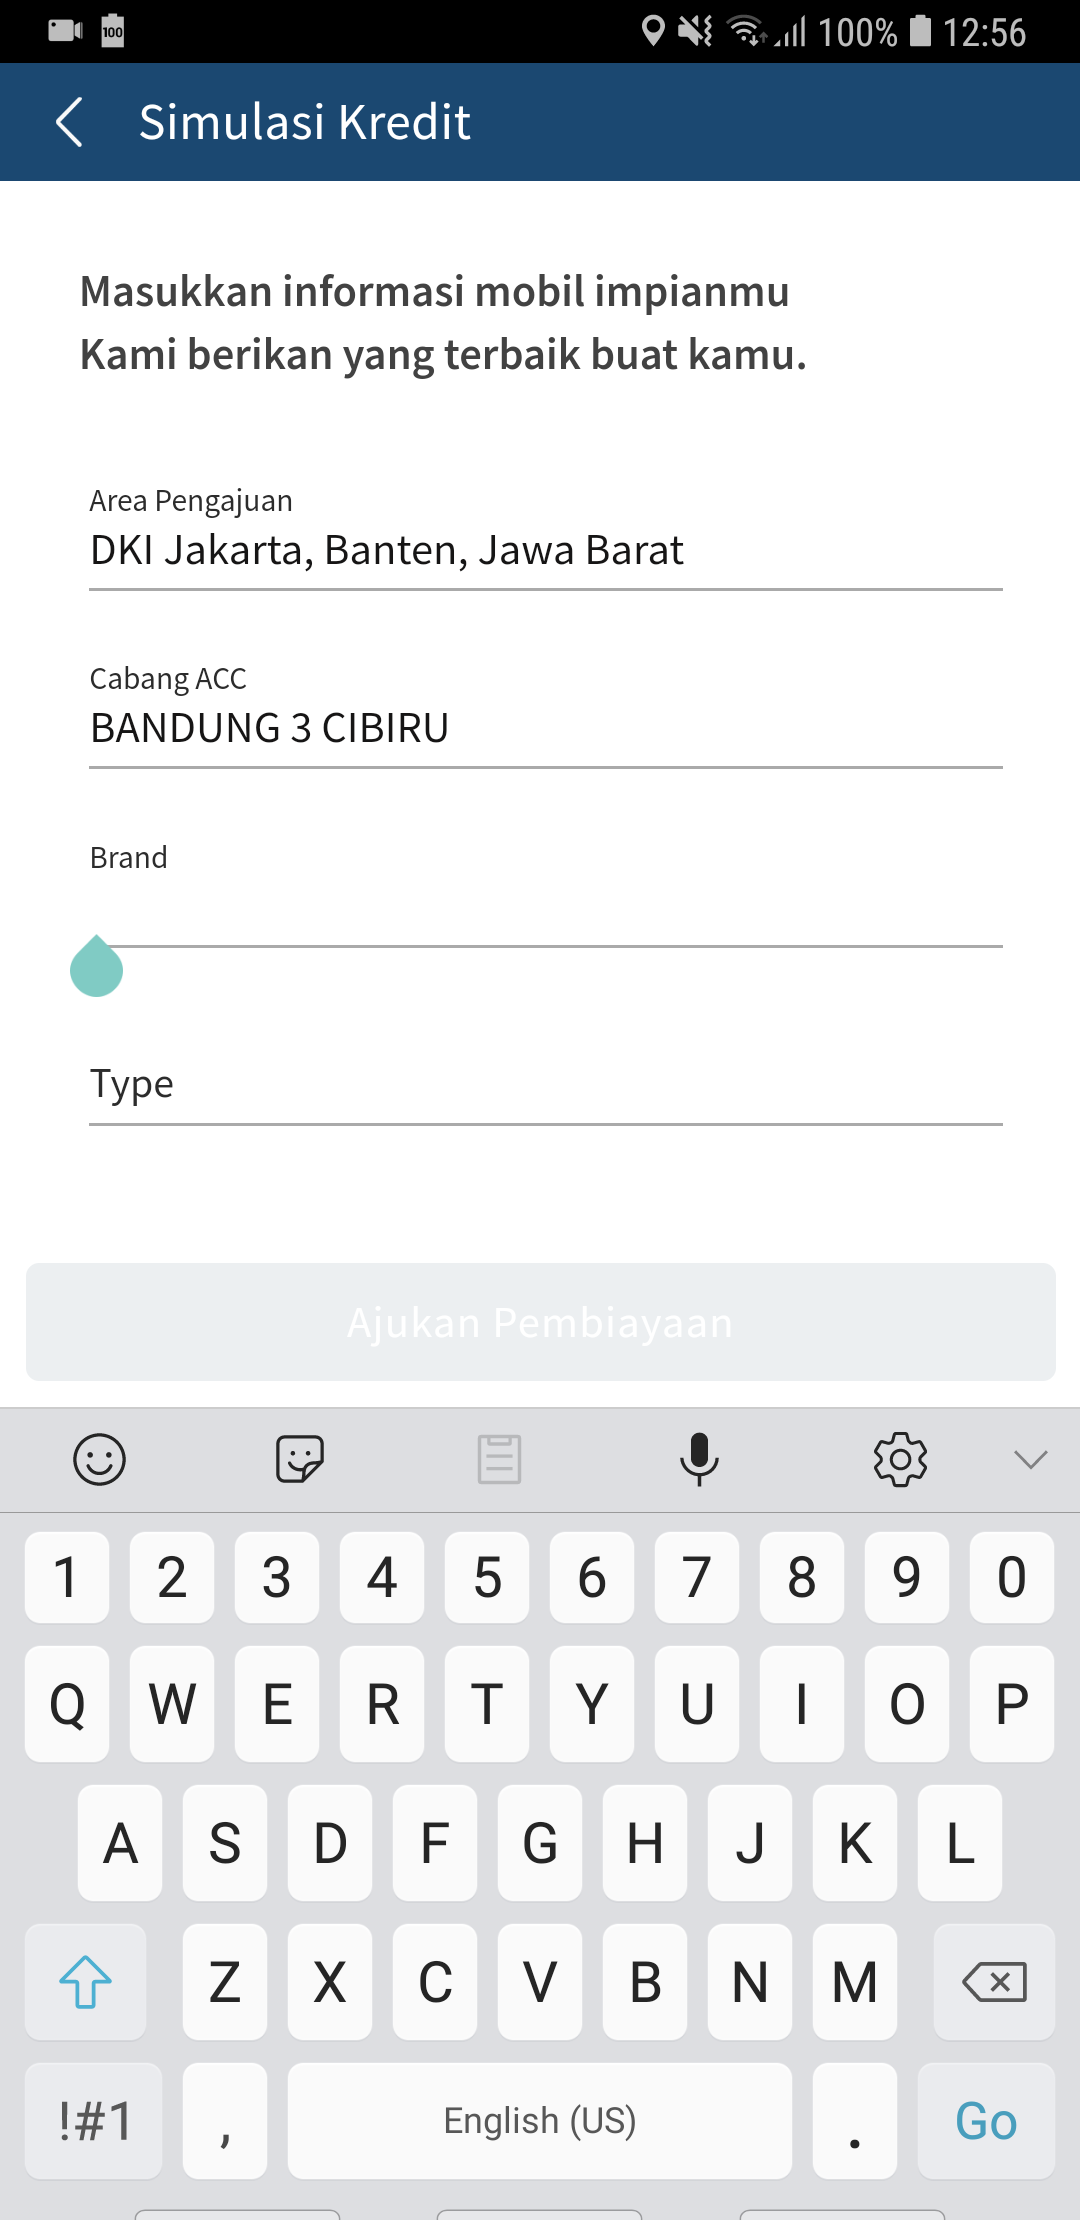 100 100% 12:56
Simulasi Kredit
Masukkan informasi mobil impianmu
Kami berikan yang terbaik buat kamu.
Area Pengajuan
DKI Jakarta, Banten, Jawa Barat
Cabang ACC
BANDUNG 3 CIBIRU
Brand
Type
Ajukan Pembiayaan
1 2 3 4 5 6 7 8 9 0
Q W E R T Y U I O P
A S D F G H J K L
Z X C V B N M
!#1 , English (US) . Go